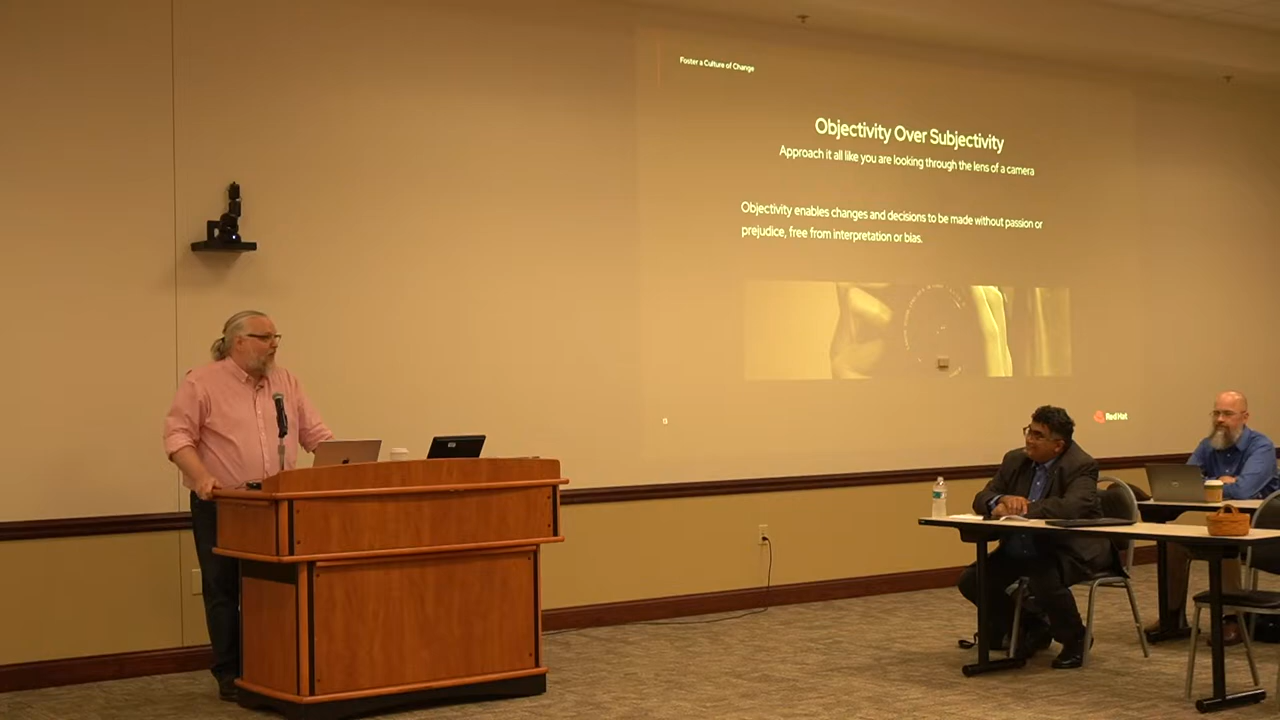 Foster a Culture of Change
Objectivity Over Subjectivity
Approach it all like you are looking through the lens of a camera
Objectivity enables changes and decisions to be made without passion or
prejudice, free from interpretation or bias.
Red Hat